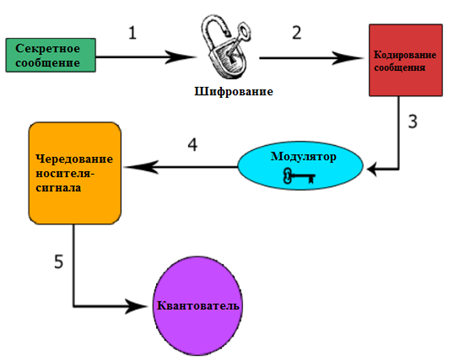 1
2
Секретное
сообщение
Шифрование
Кодирование
сообщения
3
Модулятор
4
Чередование
носителя-
сигнала
5
Квантователь